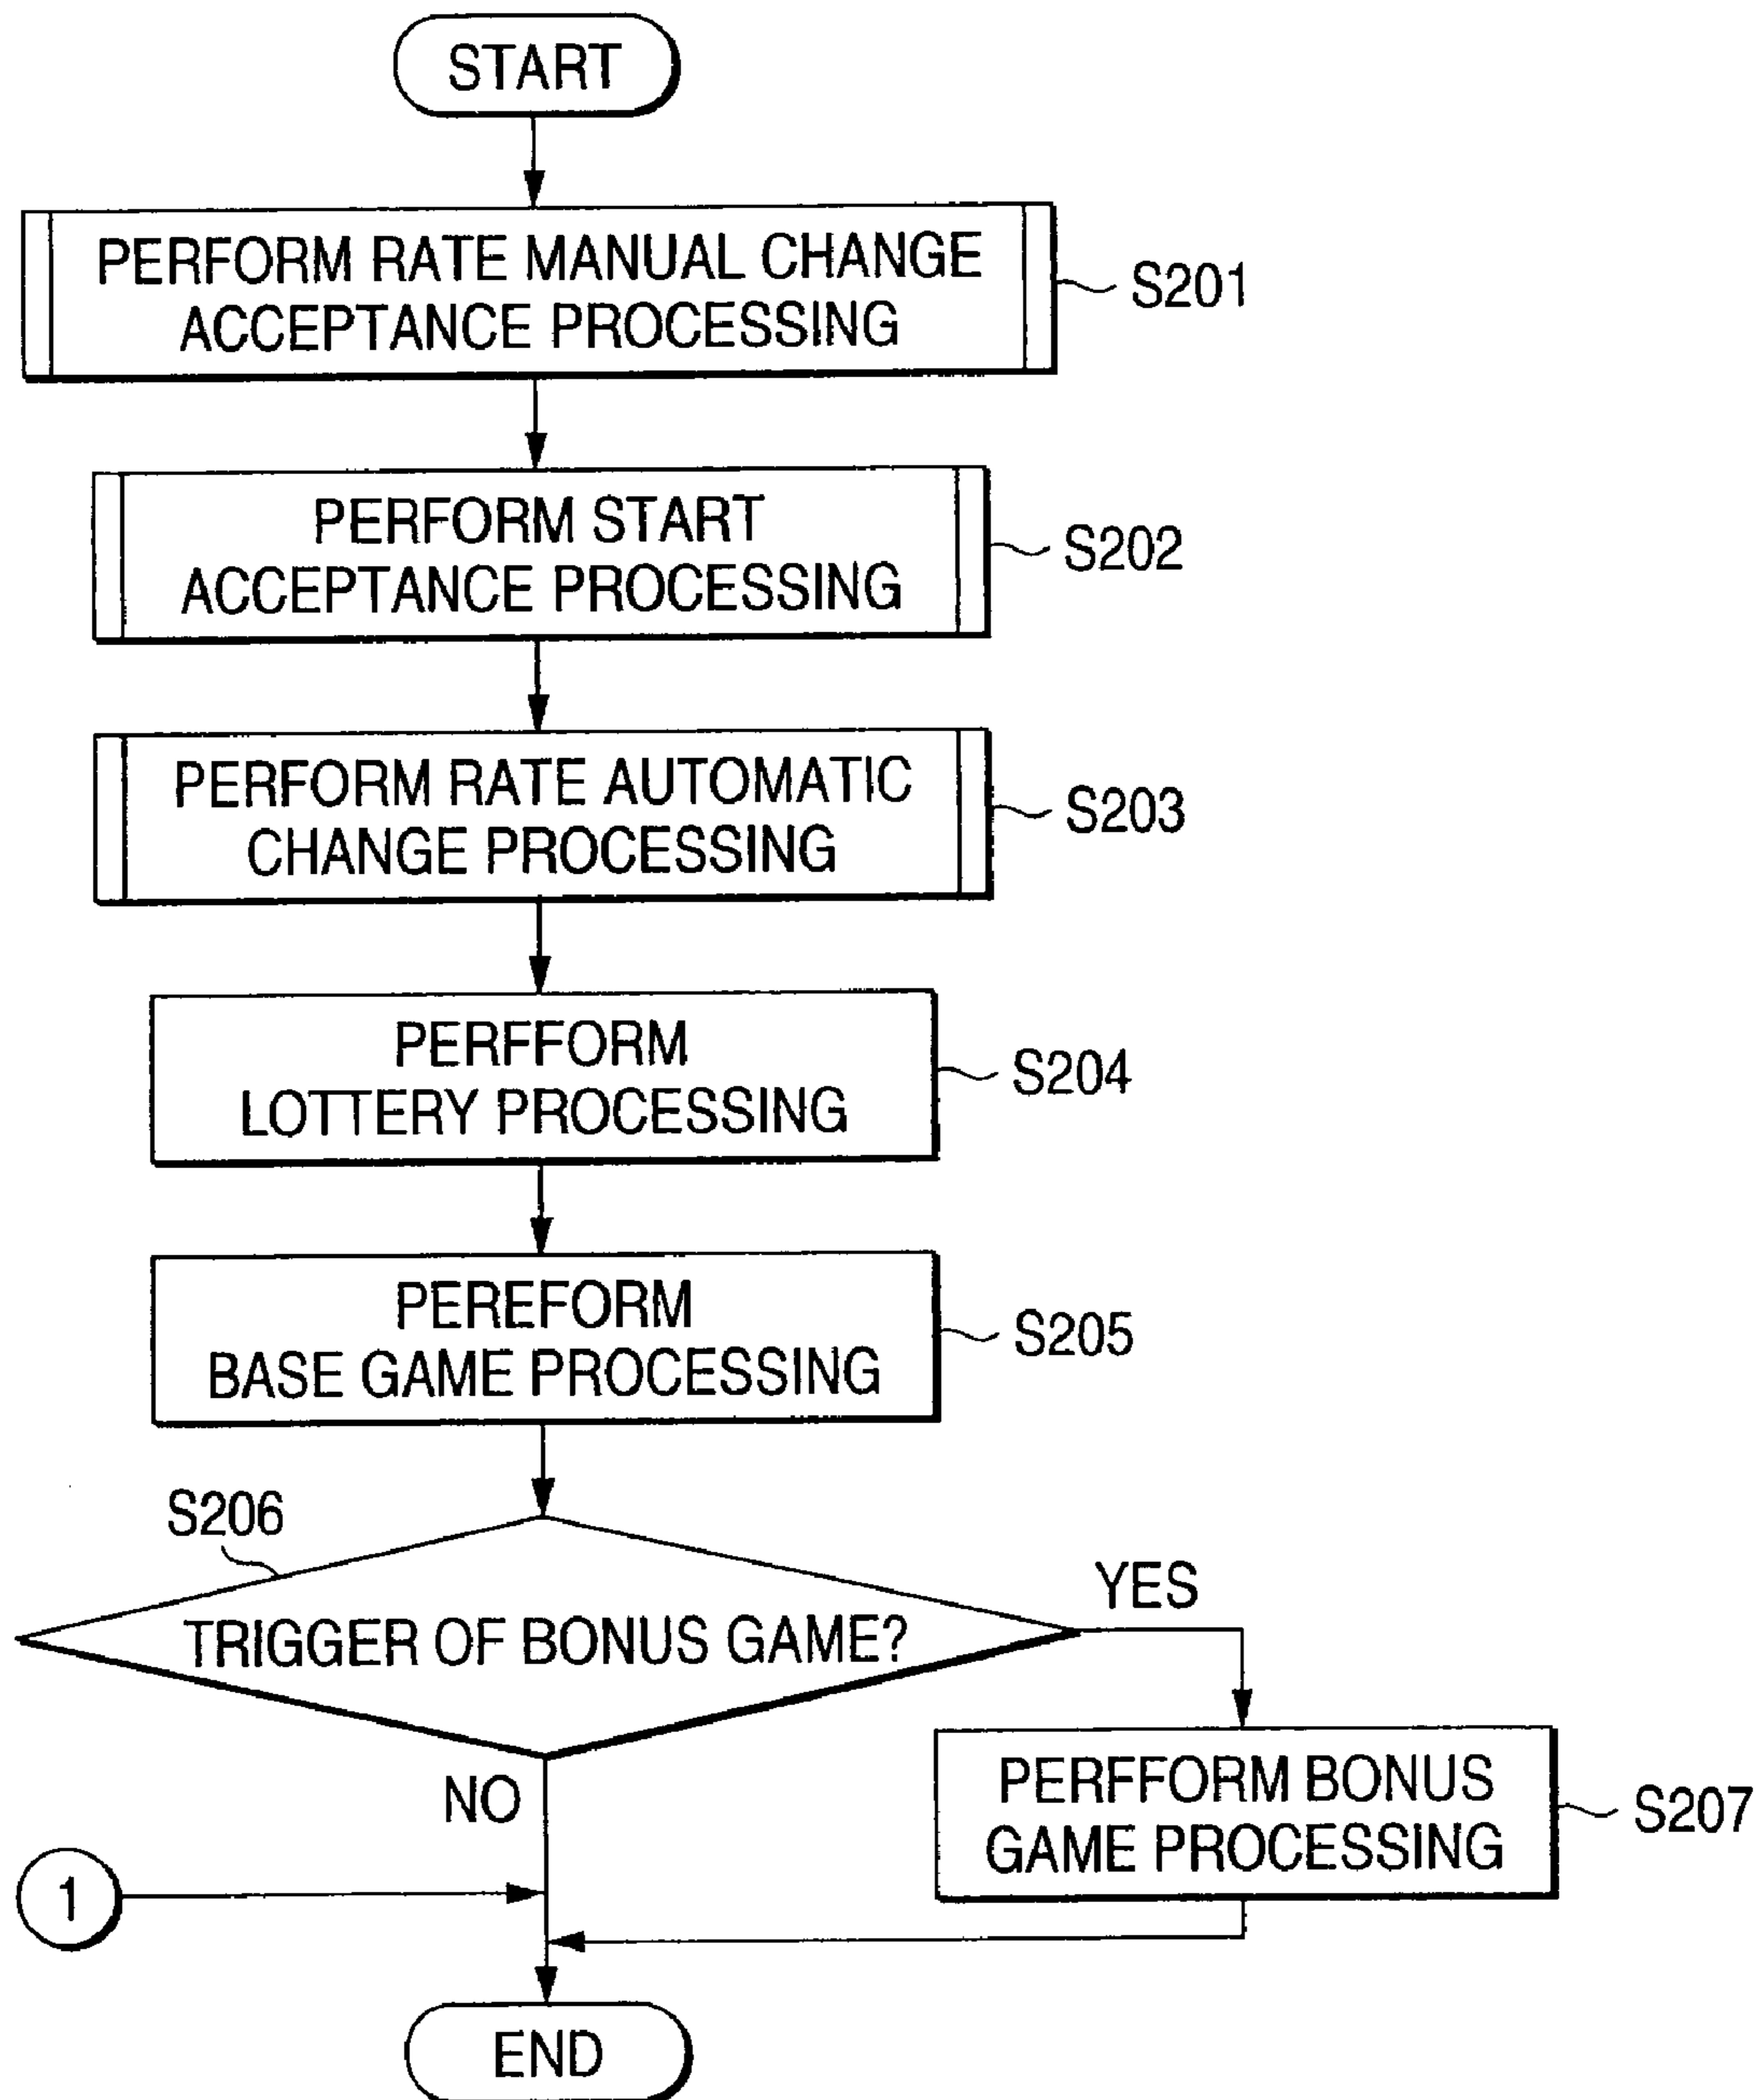 START
PERFORM RATE MANUAL CHANGE
ACCEPTANCE PROCESSING
S201
PERFORM START
ACCEPTANCE PROCESSING
S202
PERFORM RATE AUTOMATIC
CHANGE PROCESSING
S203
PERFFORM
LOTTERY PROCESSING
S204
PEREFORM
BASE GAME PROCESSING
S205
S206
TRIGGER OF BONUS GAME?
YES
NO
PERFFORM BONUS
GAME PROCESSING
S207
1
END